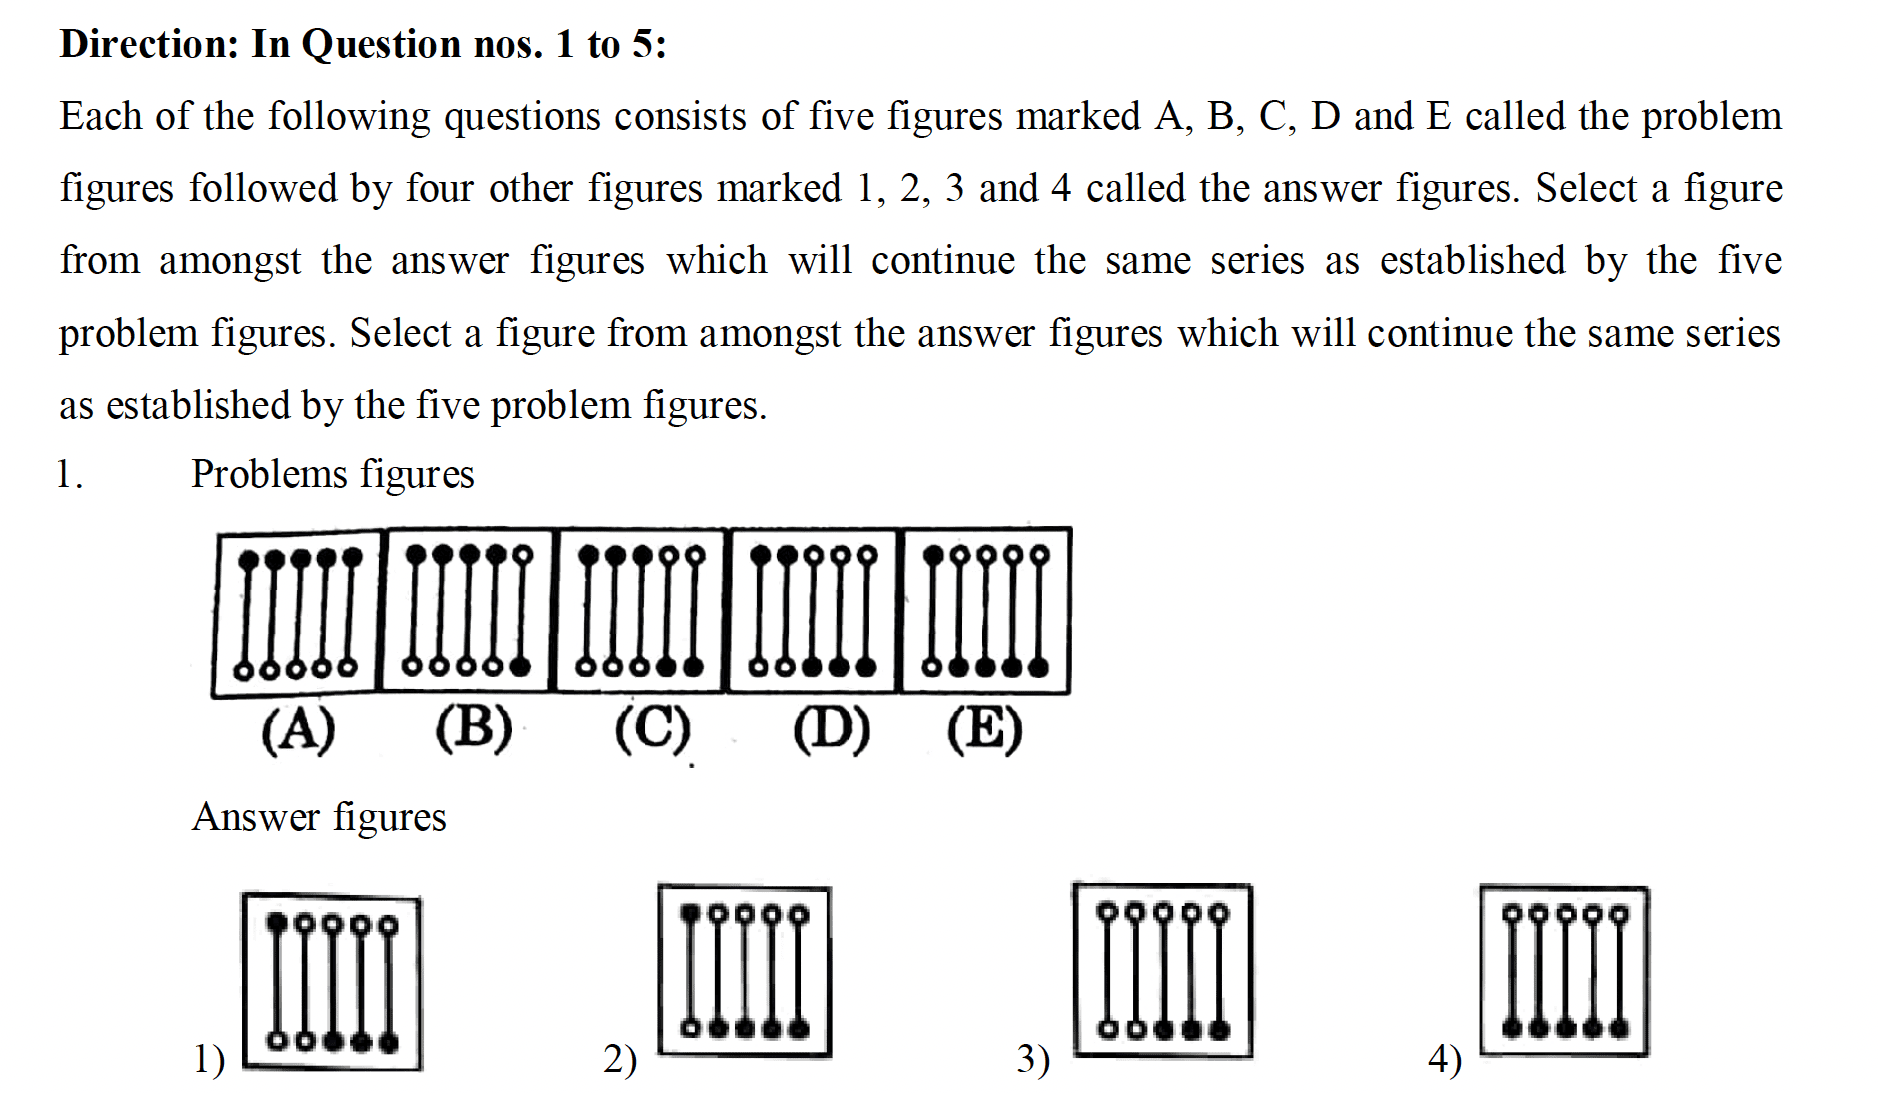 Direction: In Question nos. 1 to 5:
Each of the following questions consists of five figures marked A, B, C, D and E called the problem
figures followed by four other figures marked 1, 2, 3 and 4 called the answer figures. Select a figure
from amongst the answer figures which will continue the same series as established by the five
problem figures. Select a figure from amongst the answer figures which will continue the same series
as established by the five problem figures.
1. Problems figures
(A) (B) (C) (D) (E)
Answer figures
1) 2) 3) 4)